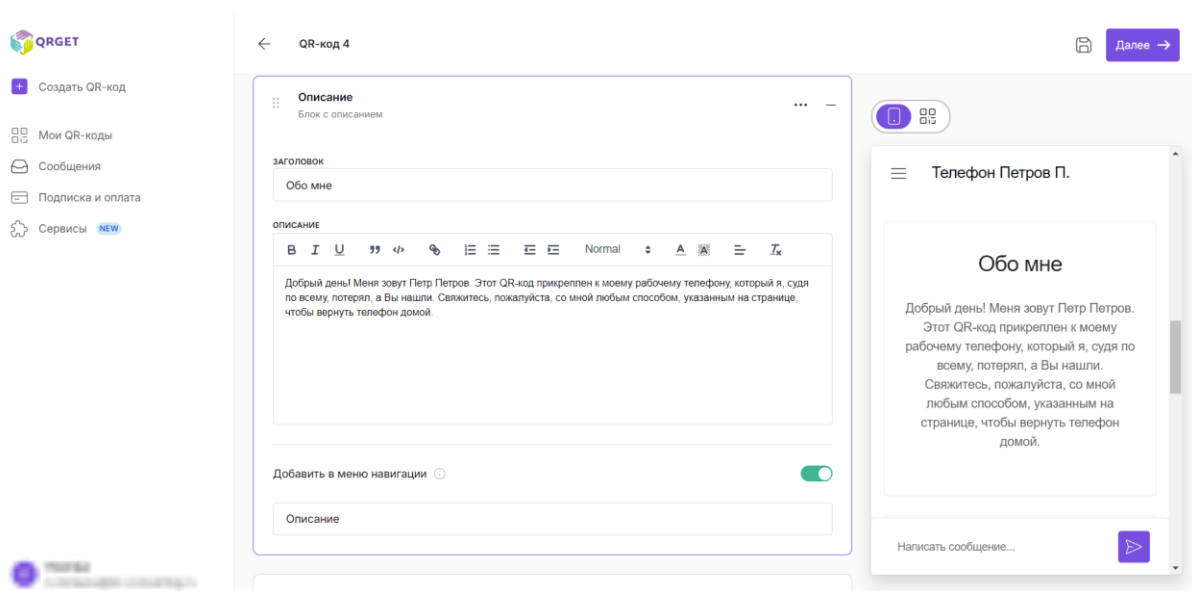 QRGET
Создать QR-код
Мои QR-коды
Сообщения
Подписка и оплата
Сервисы NEW
QR-код 4
Далее
Описание
Блок с описанием
ЗАГОЛОВОК
Обо мне
ОПИСАНИЕ
Normal
Добрый день! Меня зовут Петр Петров. Этот QR-код прикреплен к моему рабочему телефону, который я, судя
по всему, потерял, а Вы нашли. Свяжитесь, пожалуйста, со мной любым способом, указанным на странице,
чтобы вернуть телефон домой.
Добавить в меню навигации
Описание
Телефон Петров П.
Обо мне
Добрый день! Меня зовут Петр Петров.
Этот QR-код прикреплен к моему
рабочему телефону, который я, судя по
всему, потерял, а Вы нашли.
Свяжитесь, пожалуйста, со мной
любым способом, указанным на
странице, чтобы вернуть телефон
домой.
Написать сообщение...